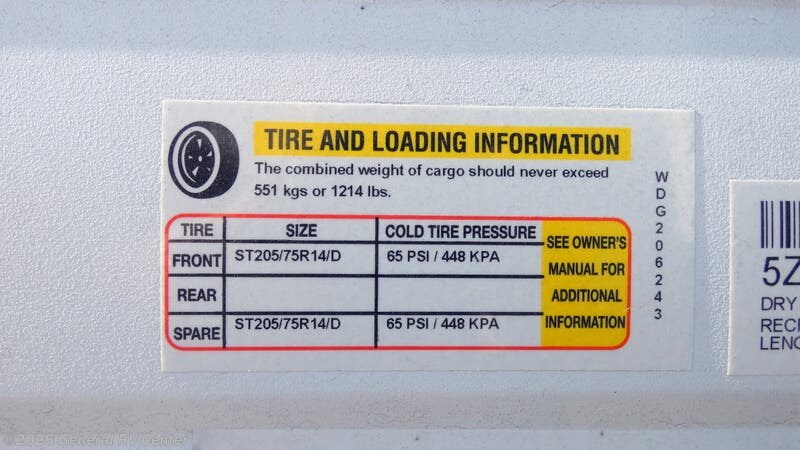 TIRE AND LOADING INFORMATION
The combined weight of cargo should never exceed
551 kgs or 1214 lbs.
TIRE SIZE COLD TIRE PRESSURE SEE OWNER'S MANUAL FOR ADDITIONAL INFORMATION
FRONT ST205/75R14/D 65 PSI / 448 KPA
REAR
SPARE ST205/75R14/D 65 PSI / 448 KPA
WDG206243
5Z
DRY
LENG
©2025 General RV Center